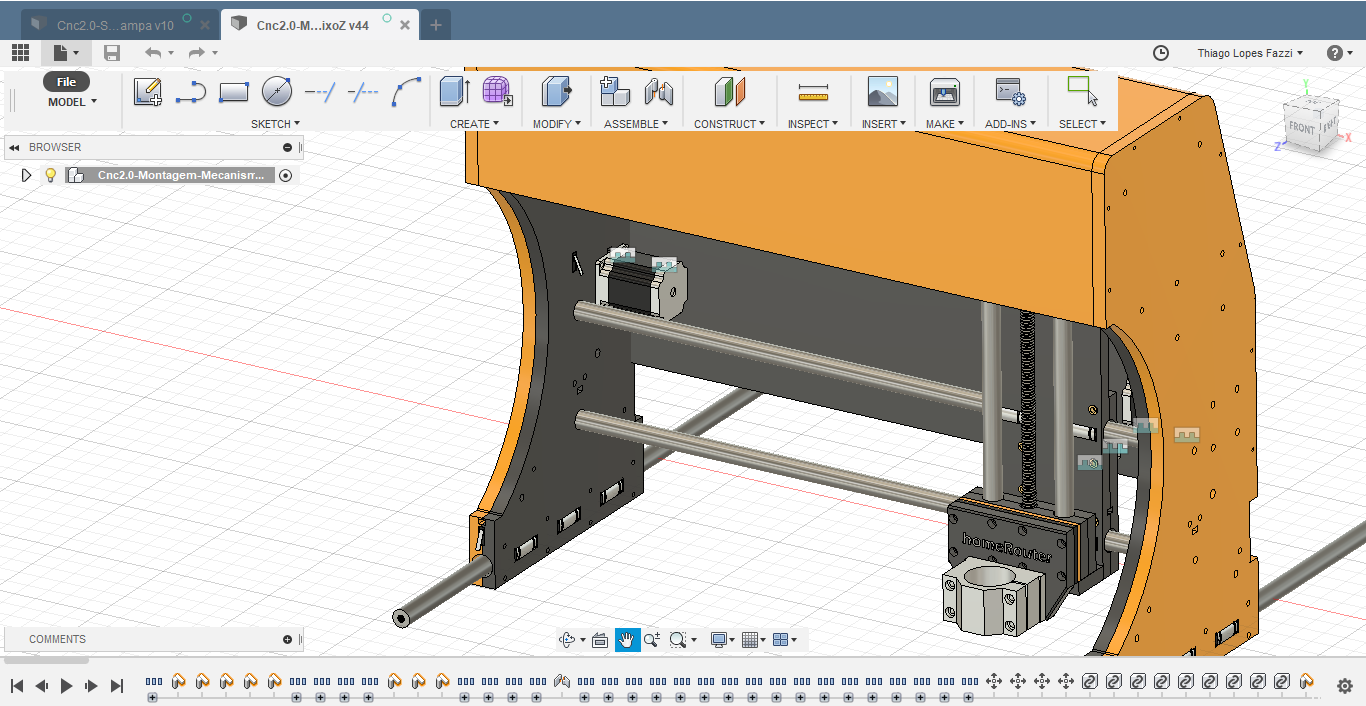 Cnc2.0-S...ampa v10
Cnc2.0-M...ixoZ v44
Thiago Lopes Fazzi
File
MODEL
SKETCH
CREATE
MODIFY
ASSEMBLE
CONSTRUCT
INSPECT
INSERT
MAKE
ADD-INS
SELECT
BROWSER
Cnc2.0-Montagem-Mecanism...
Y
FRONT
X
Z
homeRouter
COMMENTS